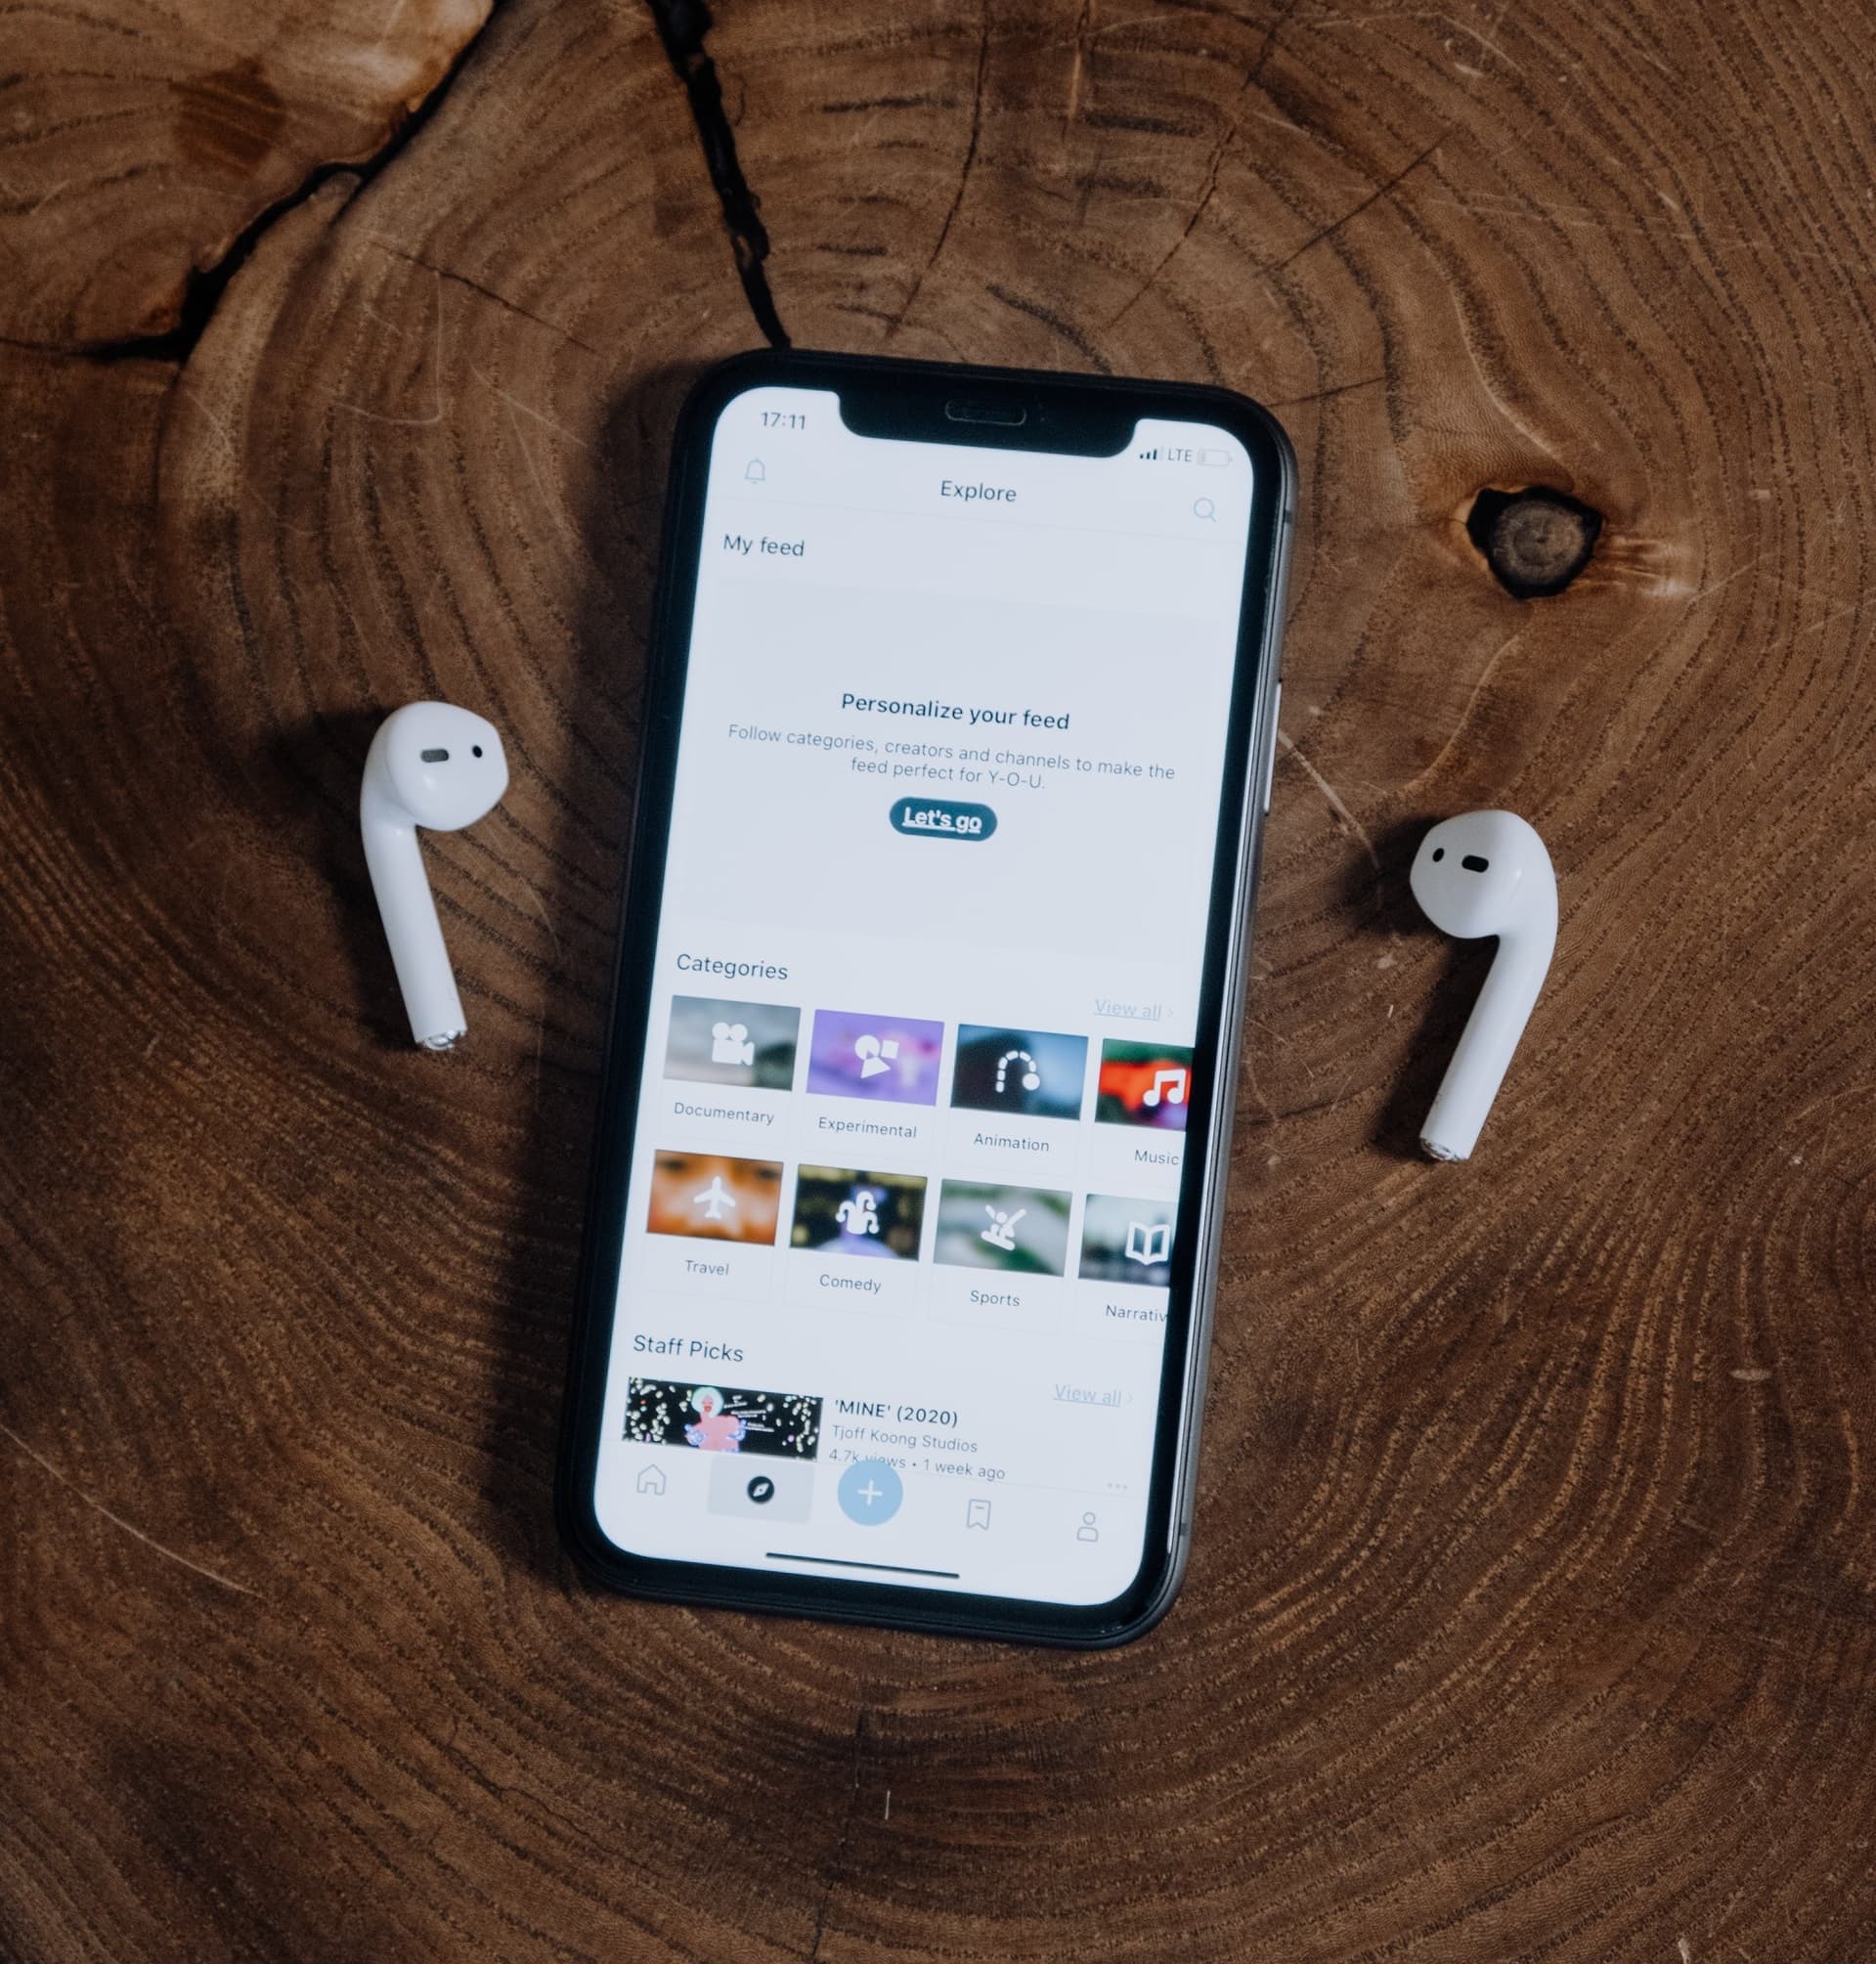 17:11
LTE
Explore
My feed
Personalize your feed
Follow categories, creators and channels to make the
feed perfect for Y-O-U.
Let's go
Categories
View all
Documentary
Experimental
Animation
Music
Travel
Comedy
Sports
Narrativ
Staff Picks
View all
'MINE' (2020)
Tjoff Koong Studios
4.7k views • 1 week ago